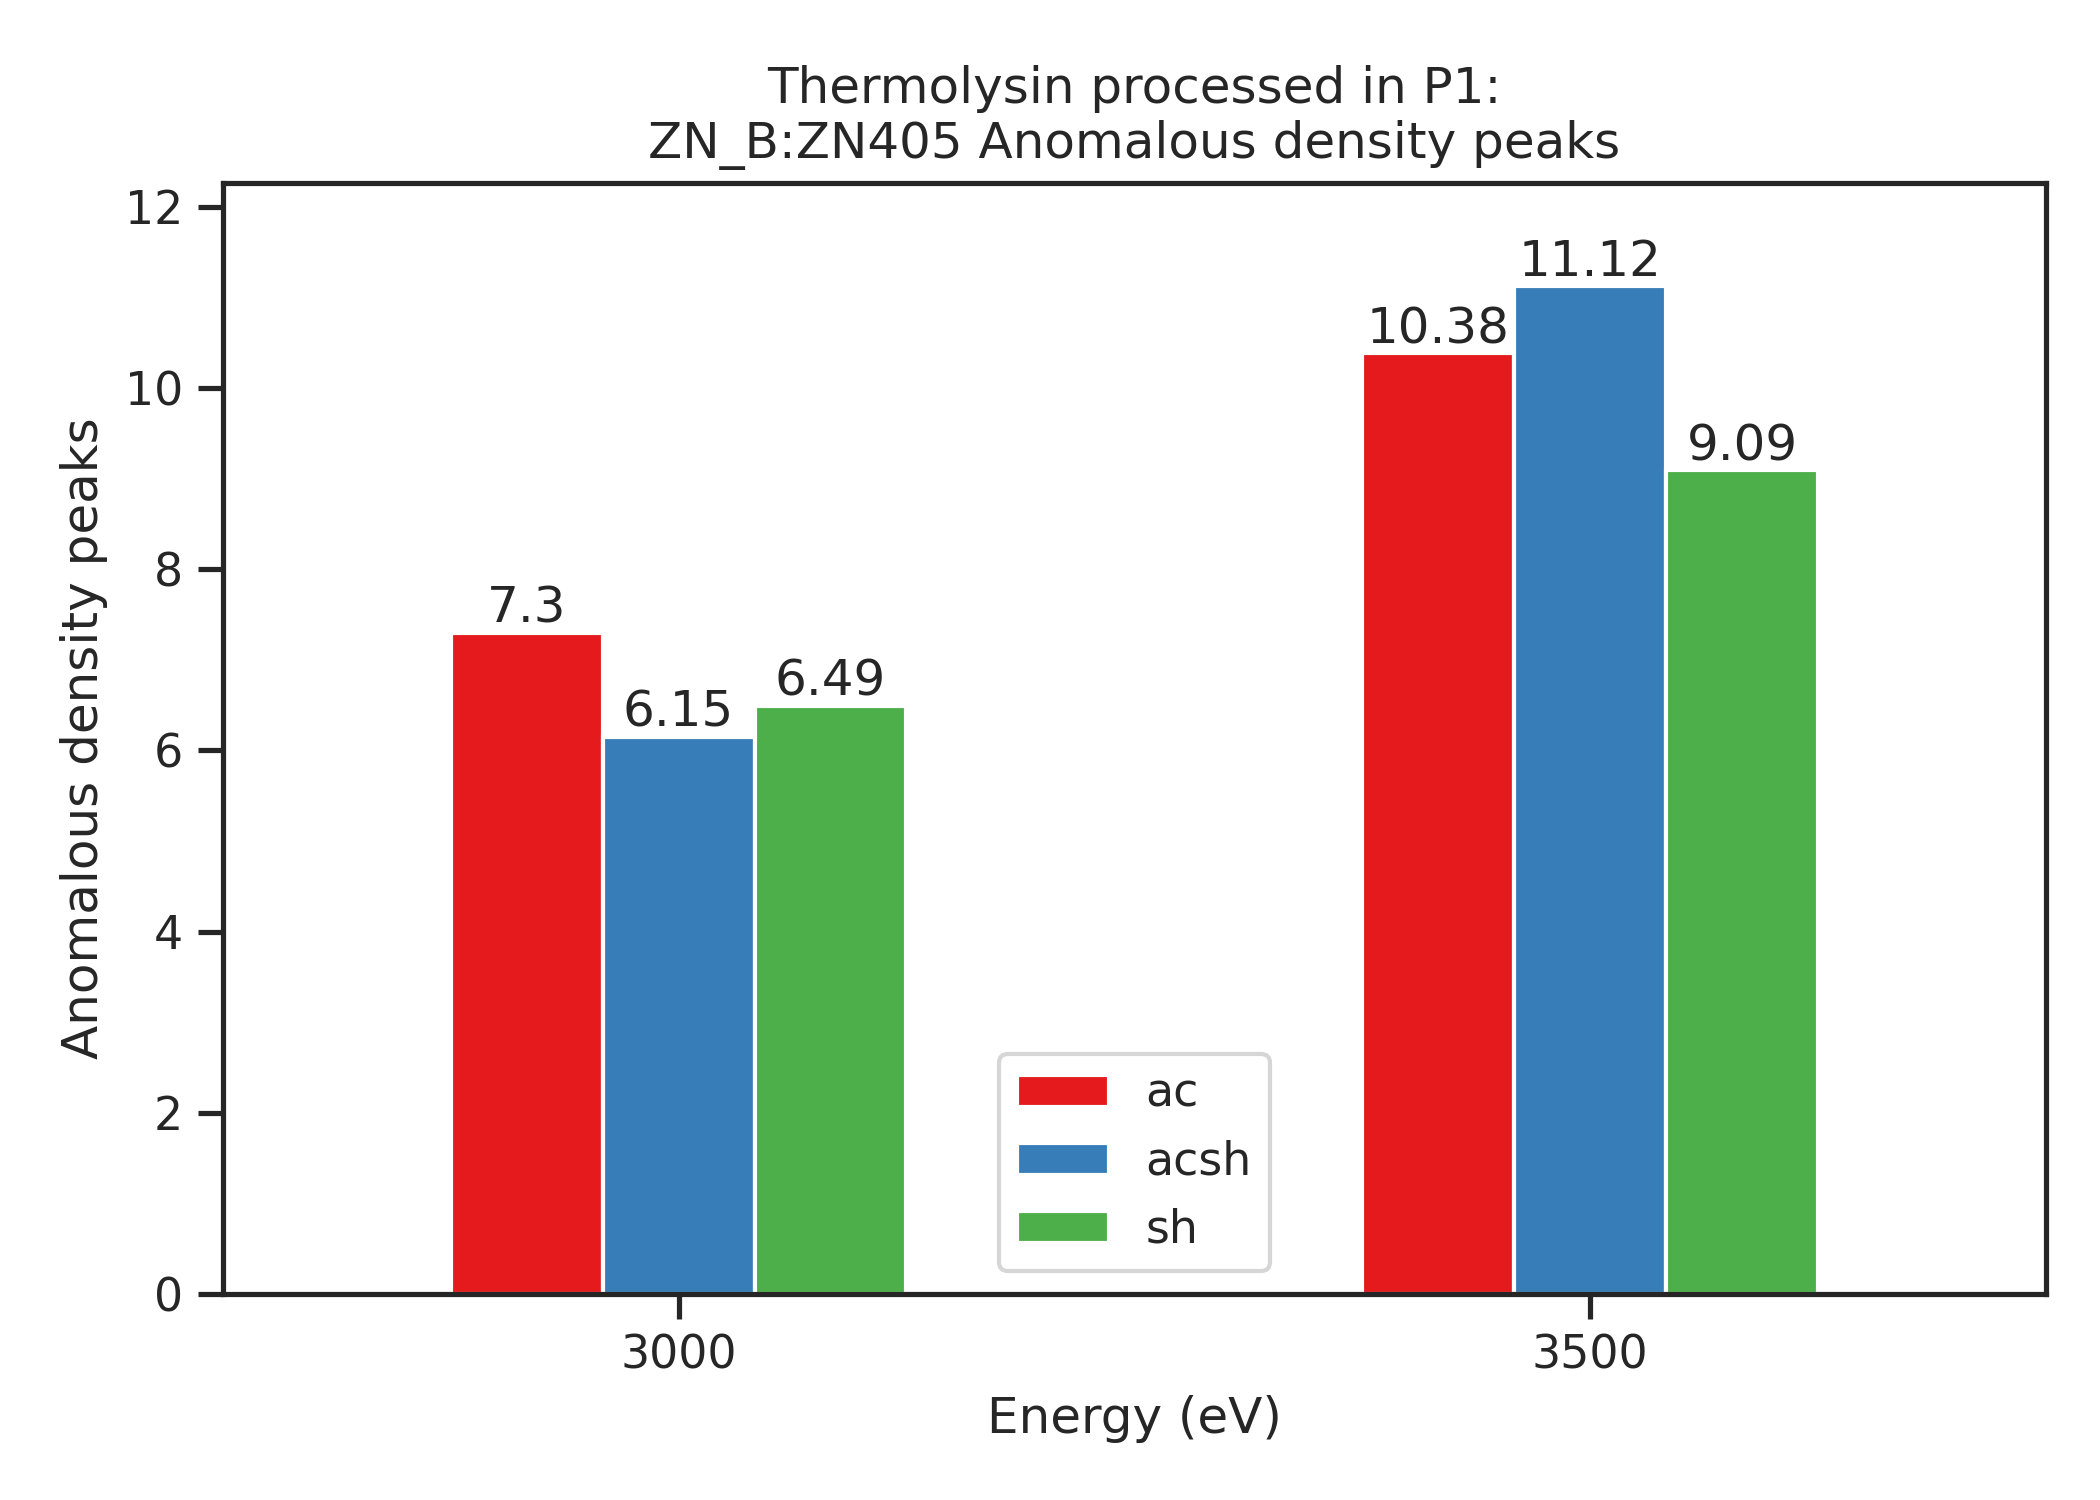 Thermolysin processed in P1:
ZN_B:ZN405 Anomalous density peaks
12
10
8
6
4
2
0
Anomalous density peaks
7.3
6.15
6.49
10.38
11.12
9.09
ac
acsh
sh
3000
3500
Energy (eV)